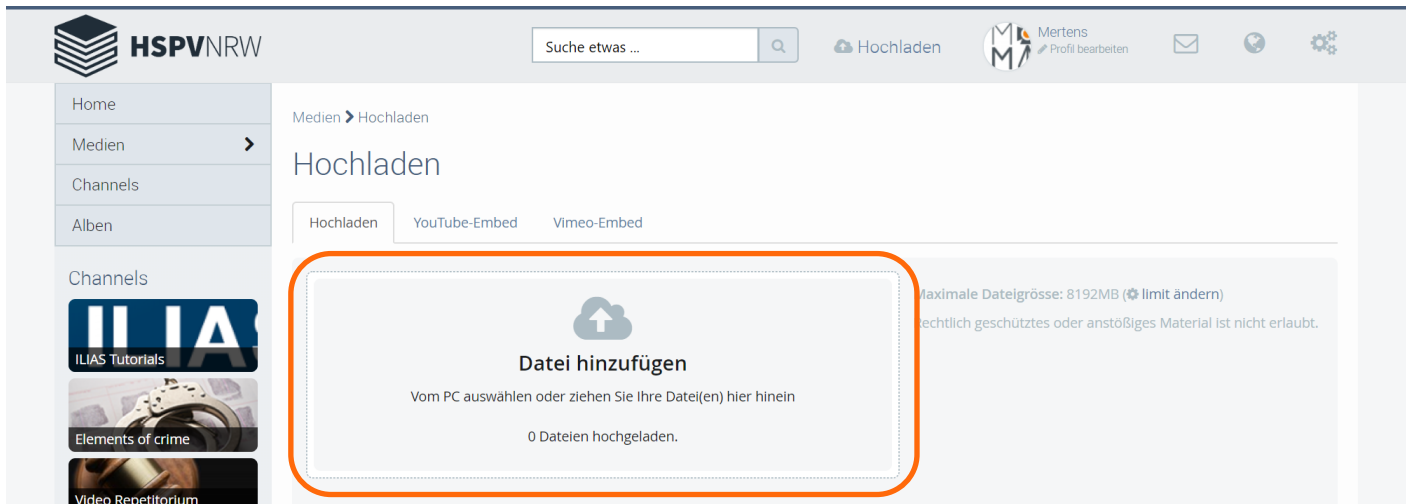 HSPVNRW
Suche etwas ...
Hochladen
Mertens
Profil bearbeiten
Home
Medien
Channels
Alben
Channels
ILIAS
ILIAS Tutorials
Elements of crime
Video Repetitorium
Medien > Hochladen
Hochladen
Hochladen YouTube-Embed Vimeo-Embed
Datei hinzufügen
Vom PC auswählen oder ziehen Sie Ihre Datei(en) hier hinein
0 Dateien hochgeladen.
Maximale Dateigrösse: 8192MB (limit ändern)
Rechtlich geschütztes oder anstößiges Material ist nicht erlaubt.